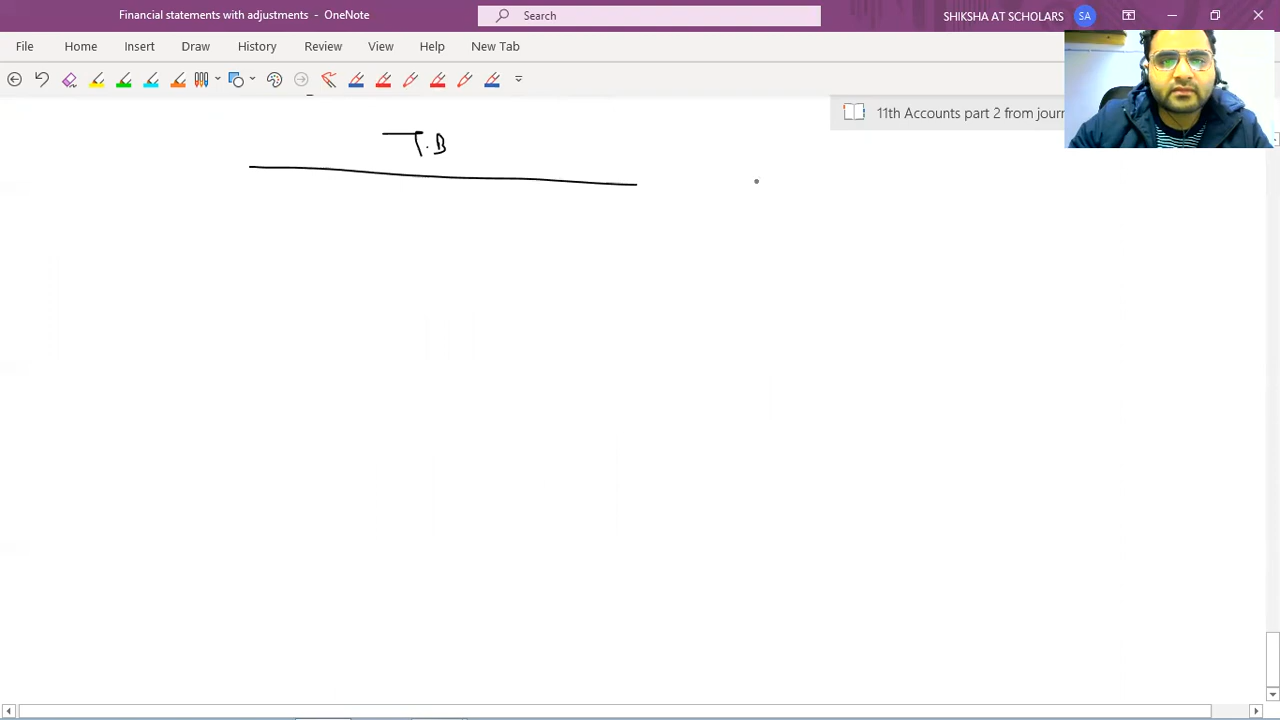 Financial statements with adjustments - OneNote
Search
SHIKSHA AT SCHOLARS SA
File Home Insert Draw History Review View Help New Tab
11th Accounts part 2 from jour
T.B